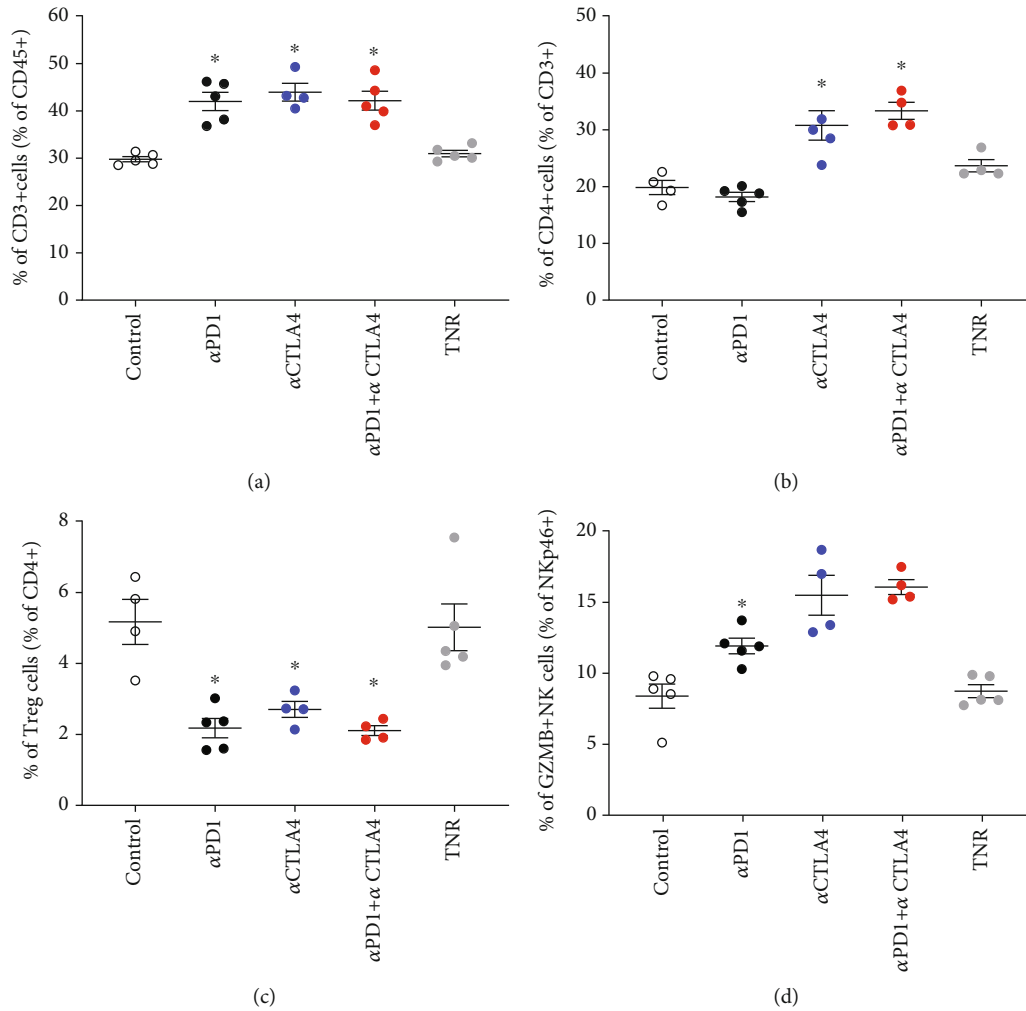 % of CD3+cells (% of CD45+)
60
50
40
30
20
10
0
*
*
*
Control
αPD1
αCTLA4
αPD1+α CTLA4
TNR
(a)
% of CD4+cells (% of CD3+)
50
40
30
20
10
0
*
*
Control
αPD1
αCTLA4
αPD1+α CTLA4
TNR
(b)
% of Treg cells (% of CD4+)
8
6
4
2
0
*
*
*
Control
αPD1
αCTLA4
αPD1+α CTLA4
TNR
(c)
% of GZMB+NK cells (% of NKp46+)
20
15
10
5
0
*
Control
αPD1
αCTLA4
αPD1+α CTLA4
TNR
(d)